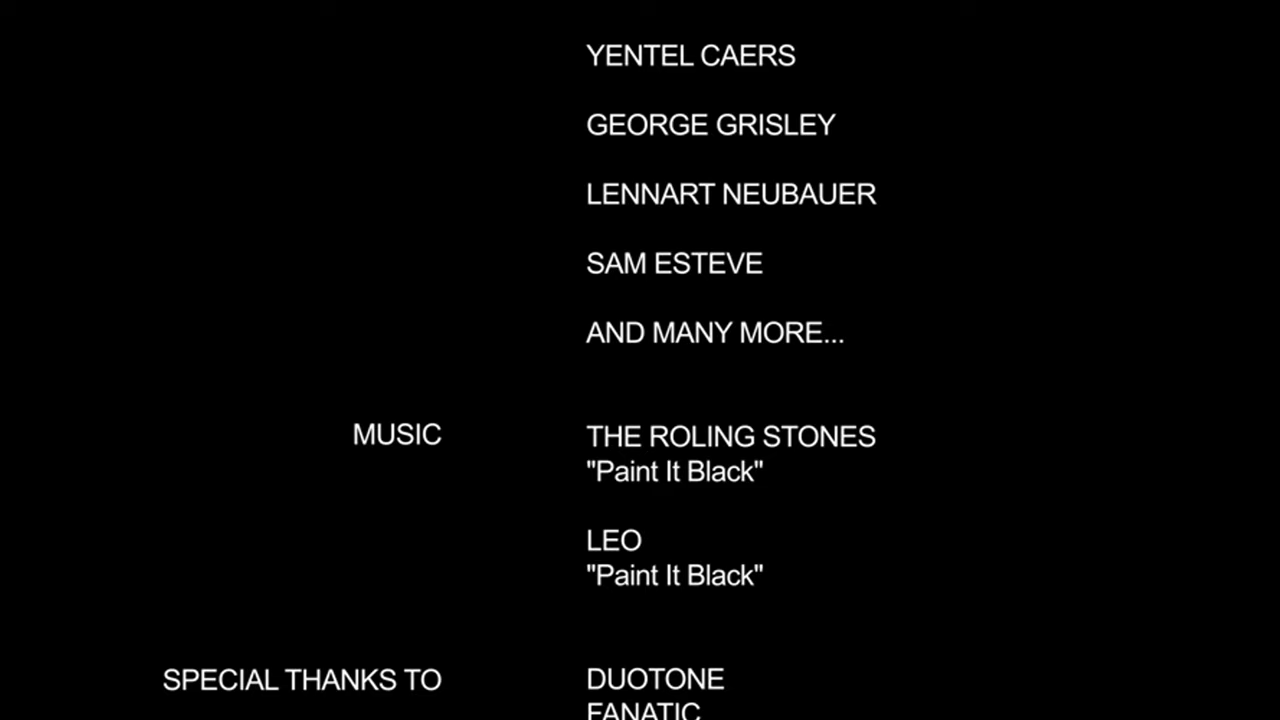 YENTEL CAERS
GEORGE GRISLEY
LENNART NEUBAUER
SAM ESTEVE
AND MANY MORE...
MUSIC
THE ROLING STONES
"Paint It Black"
LEO
"Paint It Black"
SPECIAL THANKS TO
DUOTONE
FANATIC